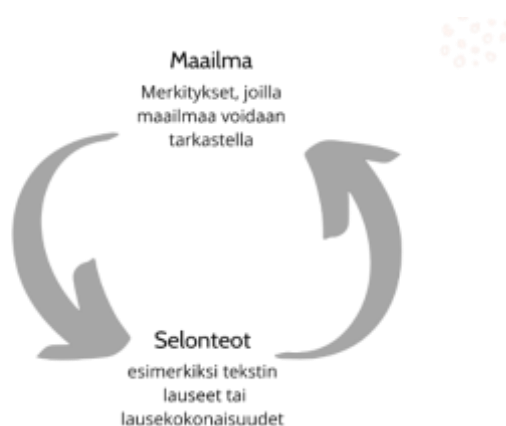 Maailma
Merkitykset, joilla
maailmaa voidaan
tarkastella
Selonteot
esimerkiksi tekstin
lauseet tai
lausekokonaisuudet